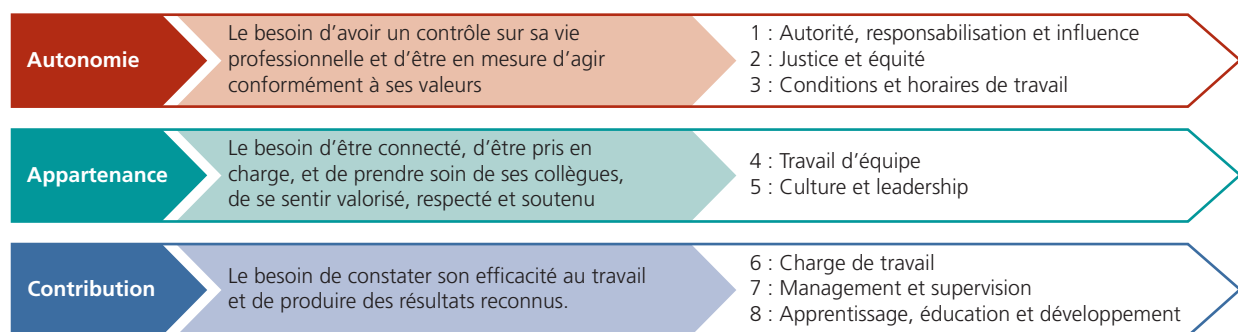 Autonomie
Le besoin d'avoir un contrôle sur sa vie
professionnelle et d'être en mesure d'agir
conformément à ses valeurs
1 : Autorité, responsabilisation et influence
2 : Justice et équité
3 : Conditions et horaires de travail
Appartenance
Le besoin d'être connecté, d'être pris en
charge, et de prendre soin de ses collègues,
de se sentir valorisé, respecté et soutenu
4 : Travail d'équipe
5 : Culture et leadership
Contribution
Le besoin de constater son efficacité au travail
et de produire des résultats reconnus.
6 : Charge de travail
7 : Management et supervision
8 : Apprentissage, éducation et développement